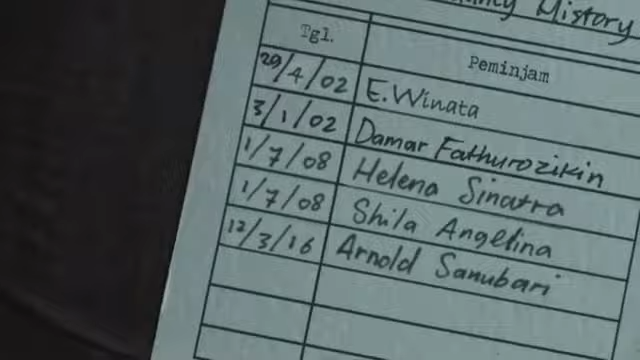 Mistory
Tgl. Peminjam
29/4/02 E.Winata
3/1/02 Damar Fathurozikin
1/7/08 Helena Sinatra
1/7/08 Shila Angelina
12/3/16 Arnold Sanubari